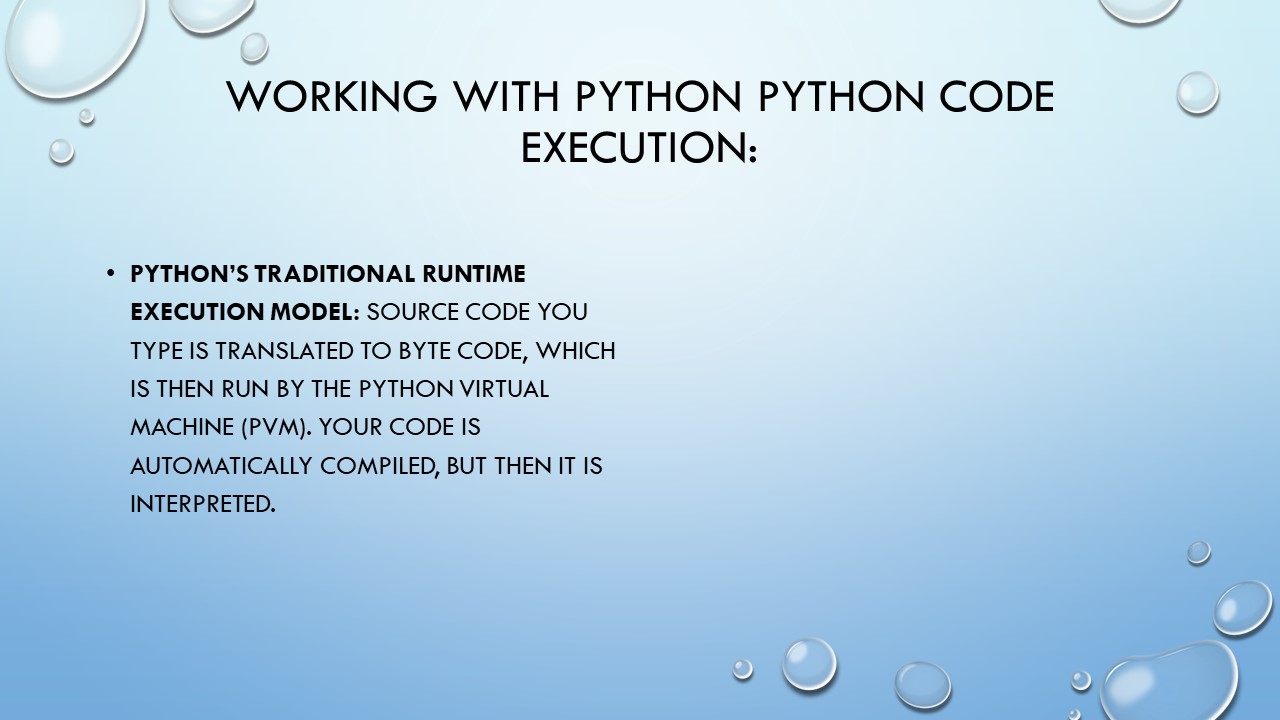 WORKING WITH PYTHON PYTHON CODE
EXECUTION:
• PYTHON’S TRADITIONAL RUNTIME
EXECUTION MODEL: SOURCE CODE YOU
TYPE IS TRANSLATED TO BYTE CODE, WHICH
IS THEN RUN BY THE PYTHON VIRTUAL
MACHINE (PVM). YOUR CODE IS
AUTOMATICALLY COMPILED, BUT THEN IT IS
INTERPRETED.